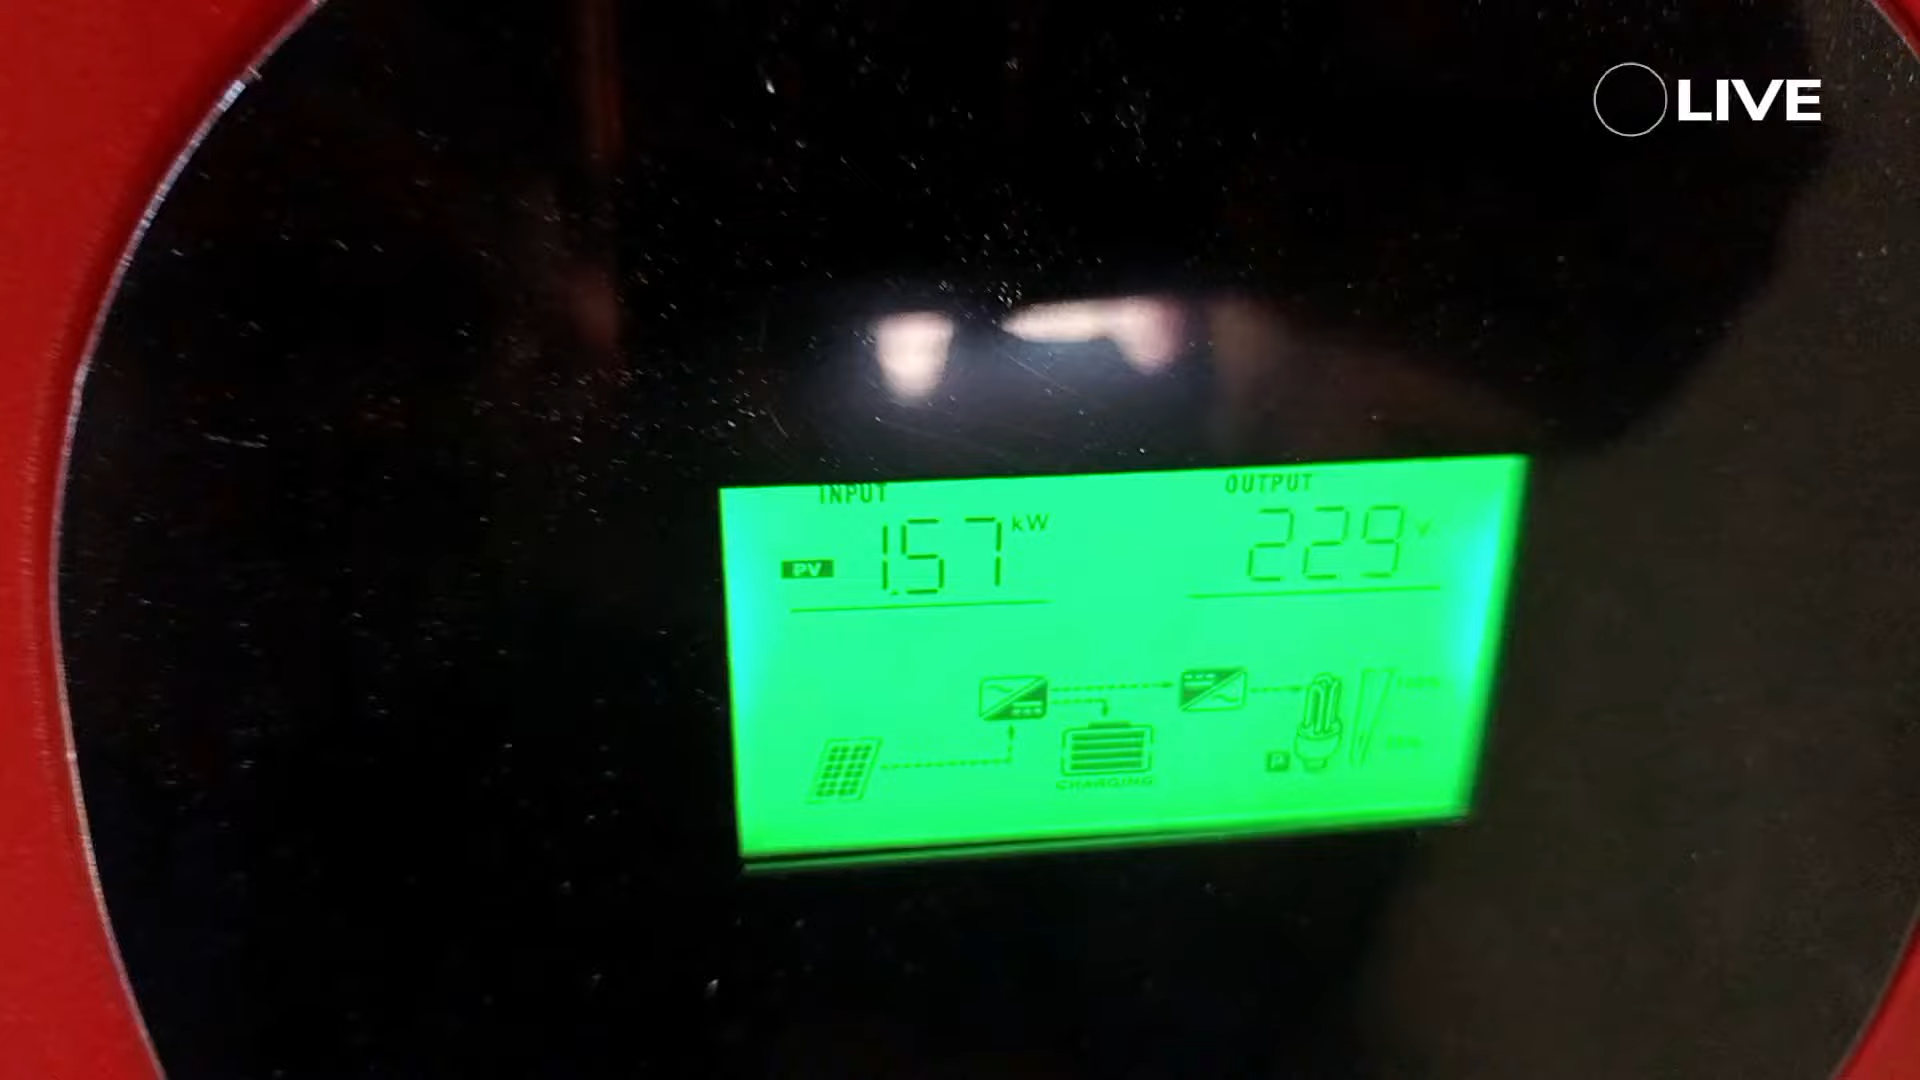 LIVE
INPUT OUTPUT
PV 1.57 kW 229 V
P
CHARGING